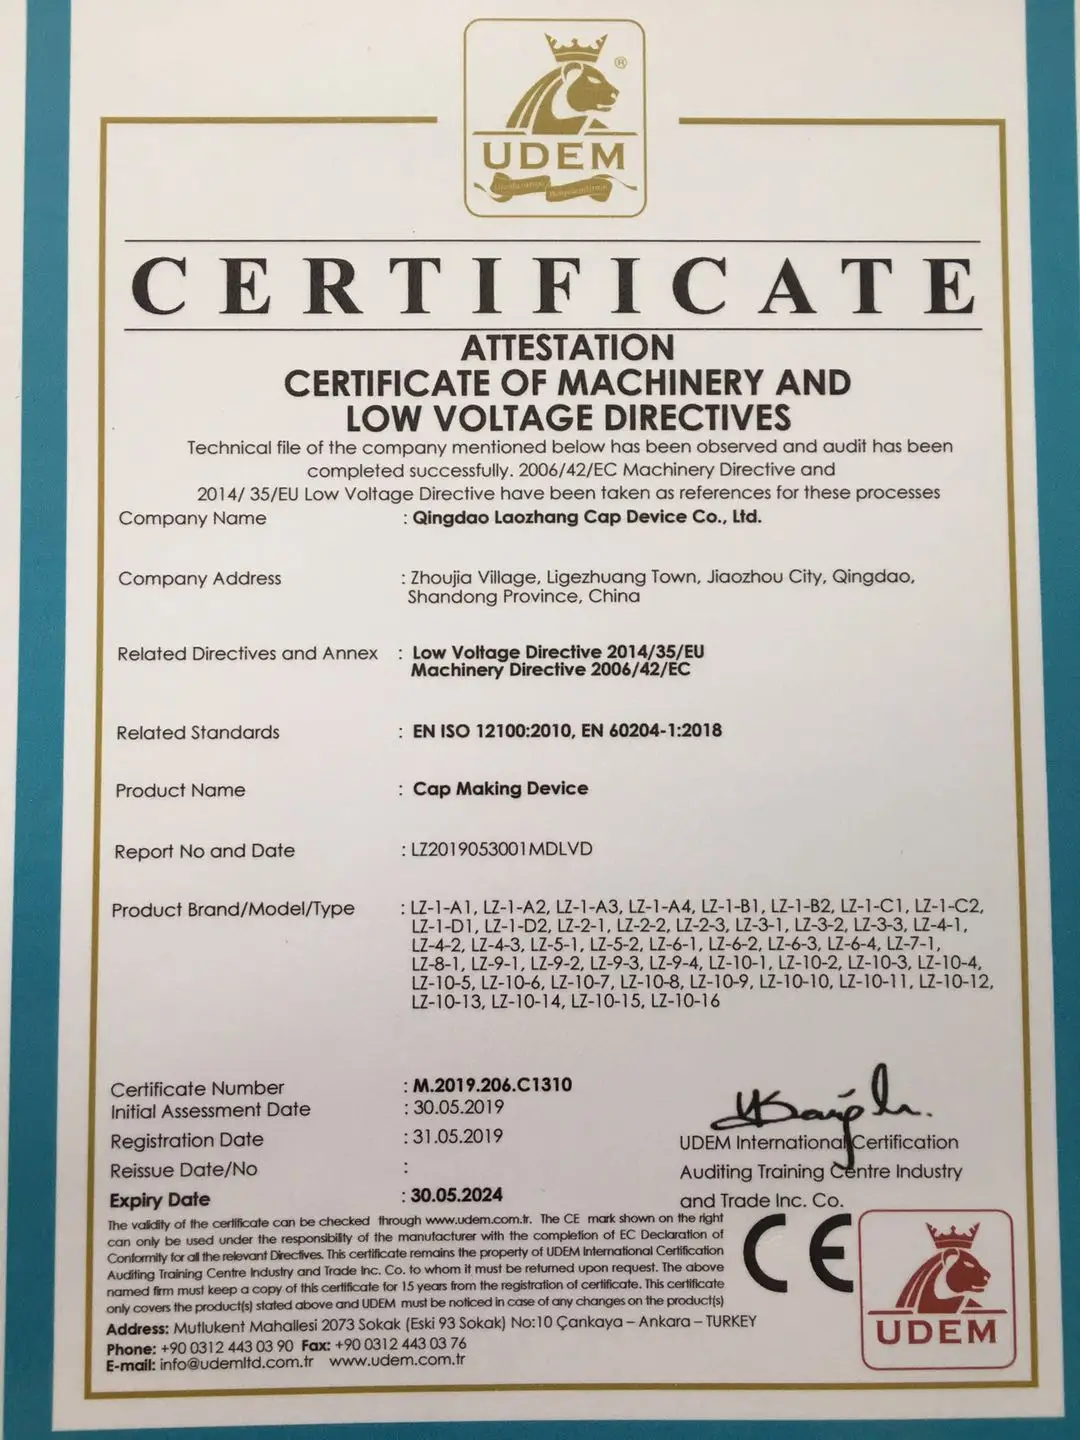 ®
UDEM
CERTIFICATE
ATTESTATION
CERTIFICATE OF MACHINERY AND
LOW VOLTAGE DIRECTIVES
Technical file of the company mentioned below has been observed and audit has been
completed successfully. 2006/42/EC Machinery Directive and
2014/ 35/EU Low Voltage Directive have been taken as references for these processes
Company Name : Qingdao Laozhang Cap Device Co., Ltd.
Company Address : Zhoujia Village, Ligezhuang Town, Jiaozhou City, Qingdao,
Shandong Province, China
Related Directives and Annex : Low Voltage Directive 2014/35/EU
Machinery Directive 2006/42/EC
Related Standards : EN ISO 12100:2010, EN 60204-1:2018
Product Name : Cap Making Device
Report No and Date : LZ2019053001MDLVD
Product Brand/Model/Type : LZ-1-A1, LZ-1-A2, LZ-1-A3, LZ-1-A4, LZ-1-B1, LZ-1-B2, LZ-1-C1, LZ-1-C2,
LZ-1-D1, LZ-1-D2, LZ-2-1, LZ-2-2, LZ-2-3, LZ-3-1, LZ-3-2, LZ-3-3, LZ-4-1,
LZ-4-2, LZ-4-3, LZ-5-1, LZ-5-2, LZ-6-1, LZ-6-2, LZ-6-3, LZ-6-4, LZ-7-1,
LZ-8-1, LZ-9-1, LZ-9-2, LZ-9-3, LZ-9-4, LZ-10-1, LZ-10-2, LZ-10-3, LZ-10-4,
LZ-10-5, LZ-10-6, LZ-10-7, LZ-10-8, LZ-10-9, LZ-10-10, LZ-10-11, LZ-10-12,
LZ-10-13, LZ-10-14, LZ-10-15, LZ-10-16
Certificate Number : M.2019.206.C1310
Initial Assessment Date : 30.05.2019
Registration Date : 31.05.2019
Reissue Date/No :
Expiry Date : 30.05.2024
UDEM International Certification
Auditing Training Centre Industry
and Trade Inc. Co.
The validity of the certificate can be checked through www.udem.com.tr. The CE mark shown on the right
can only be used under the responsibility of the manufacturer with the completion of EC Declaration of
Conformity for all the relevant Directives. This certificate remains the property of UDEM International Certification
Auditing Training Centre Industry and Trade Inc. Co. to whom it must be returned upon request. The above
named firm must keep a copy of this certificate for 15 years from the registration of certificate. This certificate
only covers the product(s) stated above and UDEM must be noticed in case of any changes on the product(s)
CE
UDEM
Address: Mutlukent Mahallesi 2073 Sokak (Eski 93 Sokak) No:10 Çankaya – Ankara – TURKEY
Phone: +90 0312 443 03 90 Fax: +90 0312 443 03 76
E-mail: info@udemltd.com.tr www.udem.com.tr